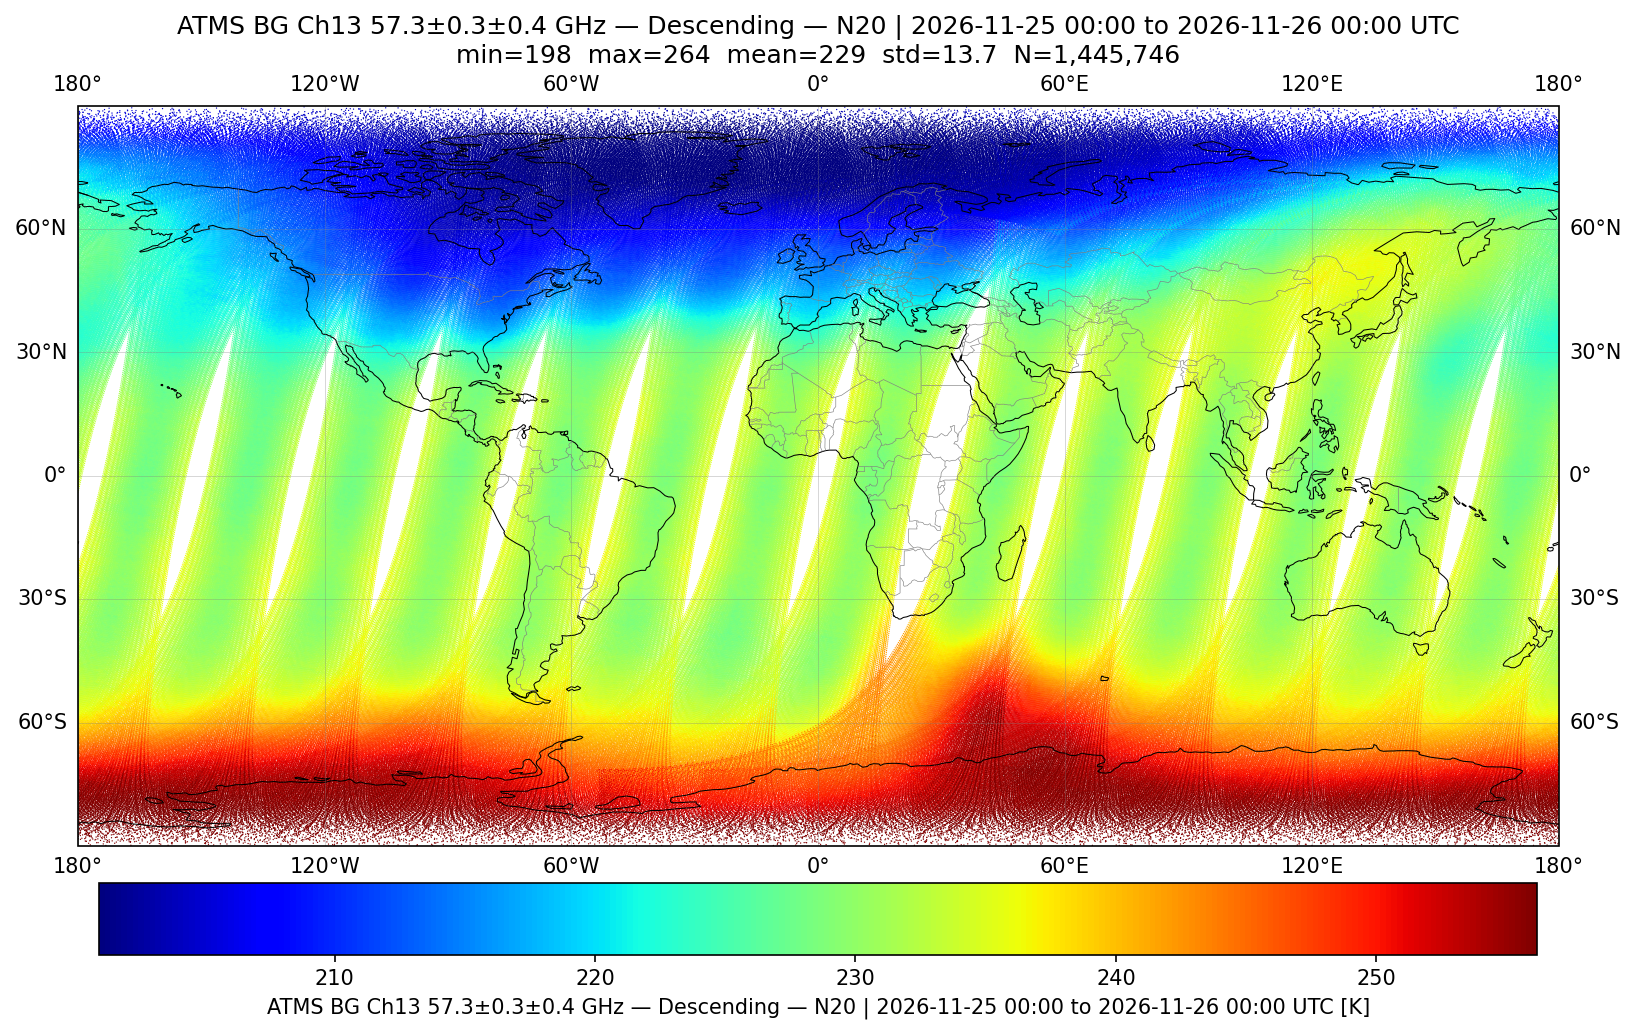 ATMS BG Ch13 57.3±0.3±0.4 GHz — Descending — N20 | 2026-11-25 00:00 to 2026-11-26 00:00 UTC
min=198 max=264 mean=229 std=13.7 N=1,445,746
180° 120°W 60°W 0° 60°E 120°E 180°
60°N 60°N
30°N 30°N
0° 0°
30°S 30°S
60°S 60°S
180° 120°W 60°W 0° 60°E 120°E 180°
210 220 230 240 250
ATMS BG Ch13 57.3±0.3±0.4 GHz — Descending — N20 | 2026-11-25 00:00 to 2026-11-26 00:00 UTC [K]